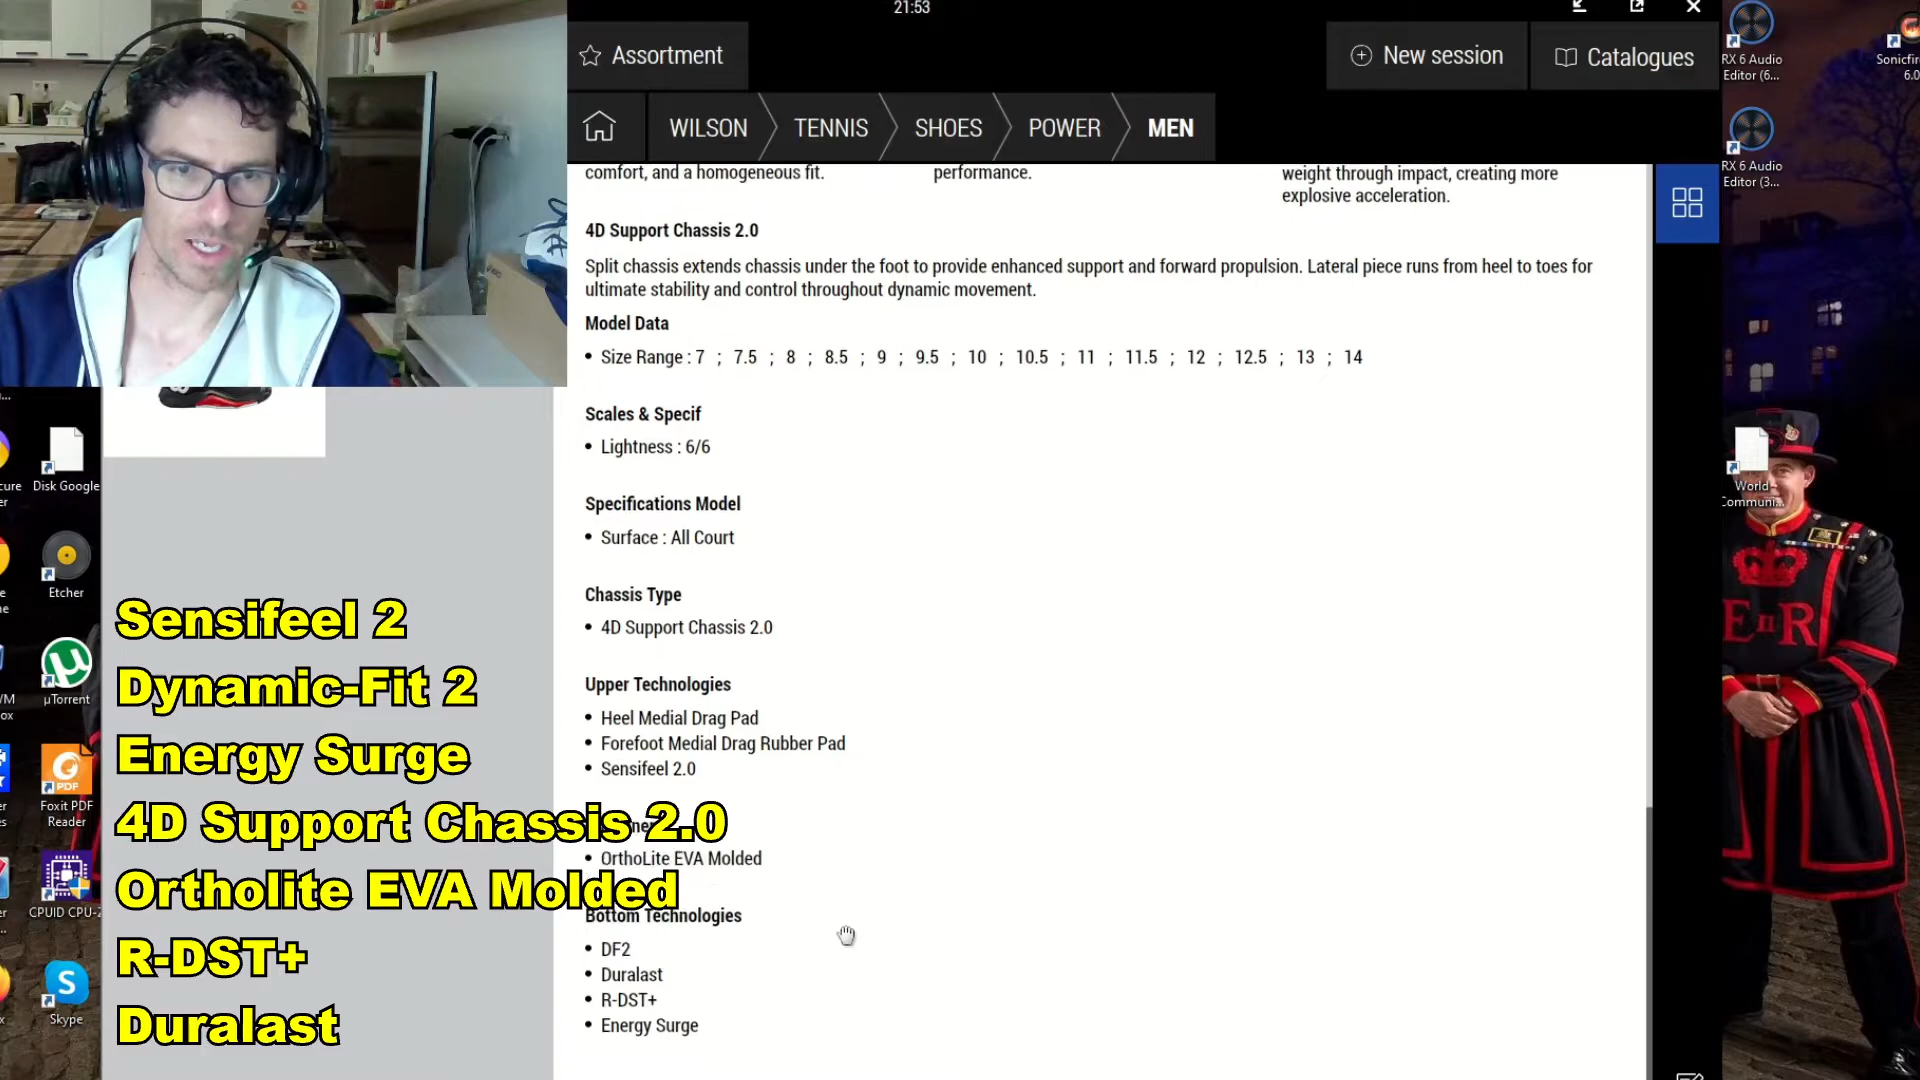 21:53
Assortment
New session
Catalogues
WILSON
TENNIS
SHOES
POWER
MEN
comfort, and a homogeneous fit.
performance.
weight through impact, creating more
explosive acceleration.
4D Support Chassis 2.0
Split chassis extends chassis under the foot to provide enhanced support and forward propulsion. Lateral piece runs from heel to toes for
ultimate stability and control throughout dynamic movement.
Model Data
• Size Range : 7 ; 7.5 ; 8 ; 8.5 ; 9 ; 9.5 ; 10 ; 10.5 ; 11 ; 11.5 ; 12 ; 12.5 ; 13 ; 14
Scales & Specif
• Lightness : 6/6
Specifications Model
• Surface : All Court
Chassis Type
• 4D Support Chassis 2.0
Upper Technologies
• Heel Medial Drag Pad
• Forefoot Medial Drag Rubber Pad
• Sensifeel 2.0
• OrthoLite EVA Molded
Bottom Technologies
• DF2
• Duralast
• R-DST+
• Energy Surge
Sensifeel 2
Dynamic-Fit 2
Energy Surge
4D Support Chassis 2.0
Ortholite EVA Molded
R-DST+
Duralast
Disk Google
Etcher
µTorrent
Foxit PDF
Reader
CPUID CPU-Z
Skype
RX 6 Audio
Editor (6...
RX 6 Audio
Editor (3...
Sonicfire
6.0
World
Communi...
E II R